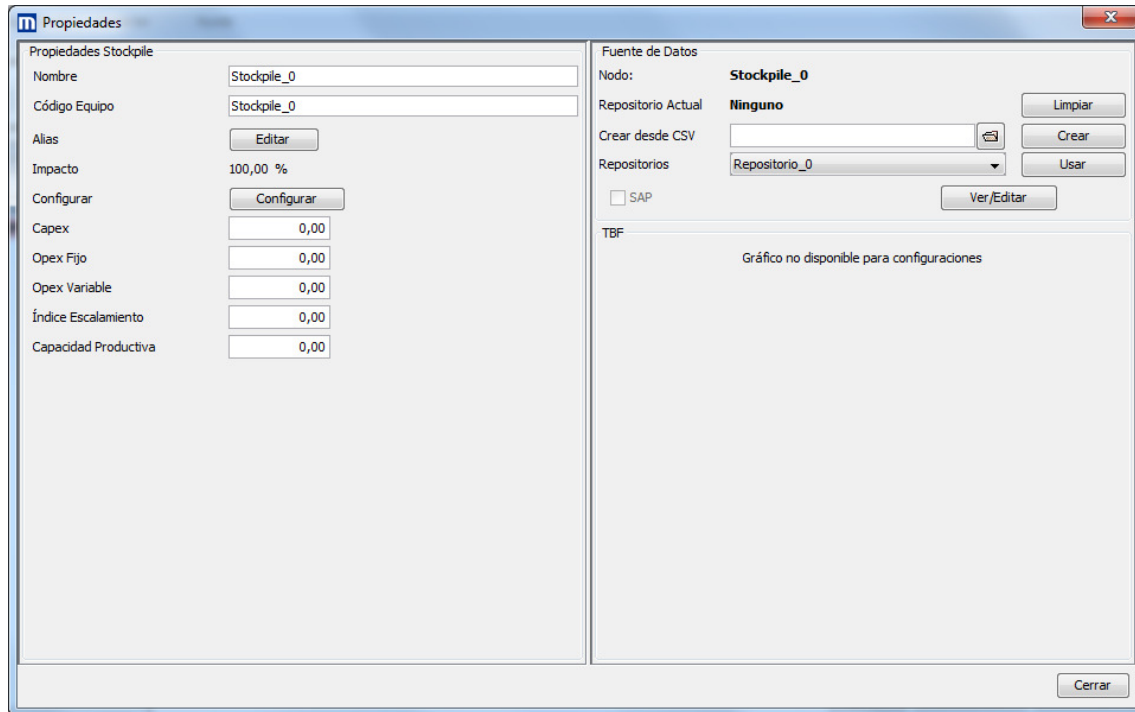 m Propiedades
Propiedades Stockpile
Nombre Stockpile_0
Código Equipo Stockpile_0
Alias Editar
Impacto 100,00 %
Configurar Configurar
Capex 0,00
Opex Fijo 0,00
Opex Variable 0,00
Índice Escalamiento 0,00
Capacidad Productiva 0,00
Fuente de Datos
Nodo: Stockpile_0
Repositorio Actual Ninguno Limpiar
Crear desde CSV Crear
Repositorios Repositorio_0 Usar
SAP Ver/Editar
TBF
Gráfico no disponible para configuraciones
Cerrar